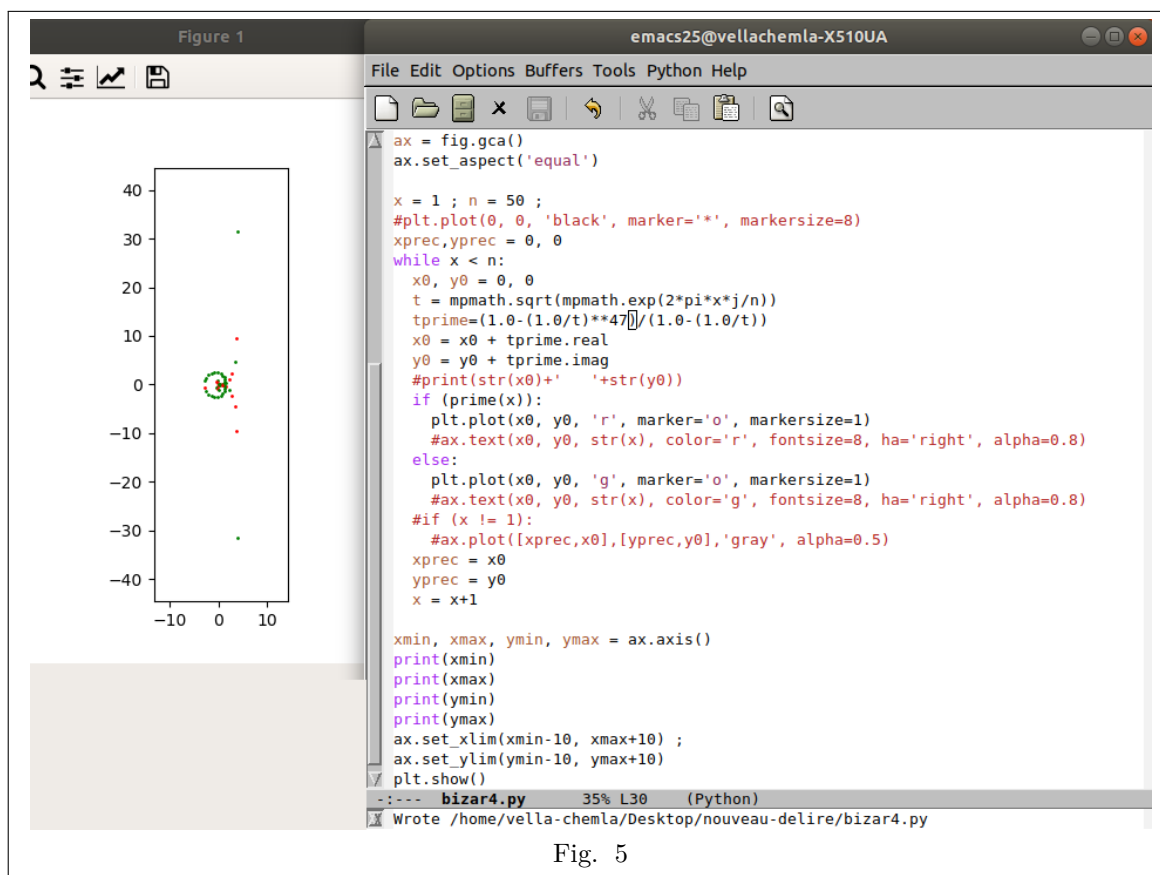 Figure 1
emacs25@vellachemla-X510UA
File Edit Options Buffers Tools Python Help
40
30
20
10
0
−10
−20
−30
−40
−10 0 10
ax = fig.gca()
ax.set_aspect('equal')
x = 1 ; n = 50 ;
#plt.plot(0, 0, 'black', marker='*', markersize=8)
xprec,yprec = 0, 0
while x < n:
  x0, y0 = 0, 0
  t = mpmath.sqrt(mpmath.exp(2*pi*x*j/n))
  tprime=(1.0-(1.0/t)**47)/(1.0-(1.0/t))
  x0 = x0 + tprime.real
  y0 = y0 + tprime.imag
  #print(str(x0)+'   '+str(y0))
  if (prime(x)):
    plt.plot(x0, y0, 'r', marker='o', markersize=1)
    #ax.text(x0, y0, str(x), color='r', fontsize=8, ha='right', alpha=0.8)
  else:
    plt.plot(x0, y0, 'g', marker='o', markersize=1)
    #ax.text(x0, y0, str(x), color='g', fontsize=8, ha='right', alpha=0.8)
  #if (x != 1):
    #ax.plot([xprec,x0],[yprec,y0],'gray', alpha=0.5)
  xprec = x0
  yprec = y0
  x = x+1
xmin, xmax, ymin, ymax = ax.axis()
print(xmin)
print(xmax)
print(ymin)
print(ymax)
ax.set_xlim(xmin-10, xmax+10) ;
ax.set_ylim(ymin-10, ymax+10)
plt.show()
-:--- bizar4.py 35% L30 (Python)
Wrote /home/vella-chemla/Desktop/nouveau-delire/bizar4.py
Fig. 5